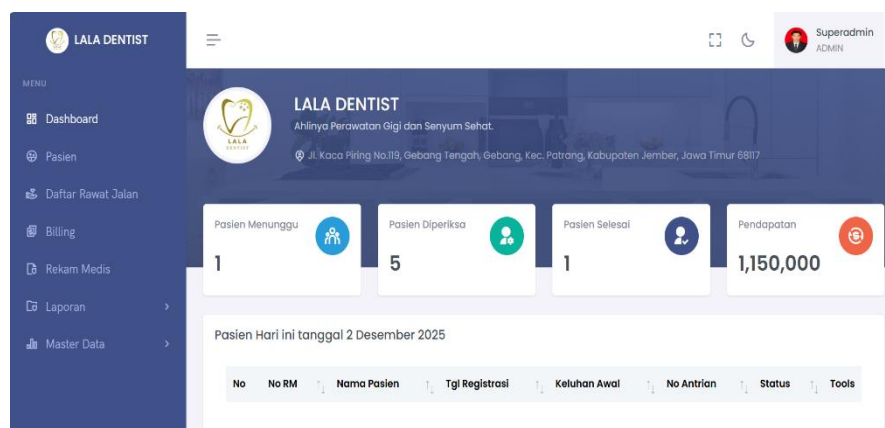 LALA DENTIST
Superadmin
ADMIN
MENU
Dashboard
Pasien
Daftar Rawat Jalan
Billing
Rekam Medis
Laporan
Master Data
LALA
DENTIST
LALA DENTIST
Ahlinya Perawatan Gigi dan Senyum Sehat.
Jl. Kaca Piring No.119, Gebang Tengah, Gebang, Kec. Patrang, Kabupaten Jember, Jawa Timur 68117
Pasien Menunggu
1
Pasien Diperiksa
5
Pasien Selesai
1
Pendapatan
1,150,000
Pasien Hari ini tanggal 2 Desember 2025
No No RM Nama Pasien Tgl Registrasi Keluhan Awal No Antrian Status Tools